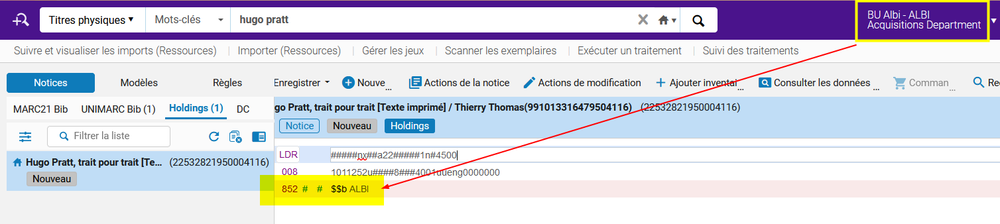 Titres physiques ▾ Mots-clés hugo pratt
BU Albi - ALBI
Acquisitions Department
Suivre et visualiser les imports (Ressources) | Importer (Ressources) | Gérer les jeux | Scanner les exemplaires | Exécuter un traitement | Suivi des traitements
Notices Modèles Règles Enregistrer Nouve... Actions de la notice Actions de modification Ajouter inventai... Consulter les données ... Comman... Re
MARC21 Bib UNIMARC Bib (1) Holdings (1) DC
go Pratt, trait pour trait [Texte imprimé] / Thierry Thomas(991013316479504116) (22532821950004116)
Filtrer la liste
Notice Nouveau Holdings
Hugo Pratt, trait pour trait [Te... (22532821950004116)
Nouveau
LDR #####nx##a22#####1n#4500
008 1011252u####8###4001uueng0000000
852 # # $$b ALBI